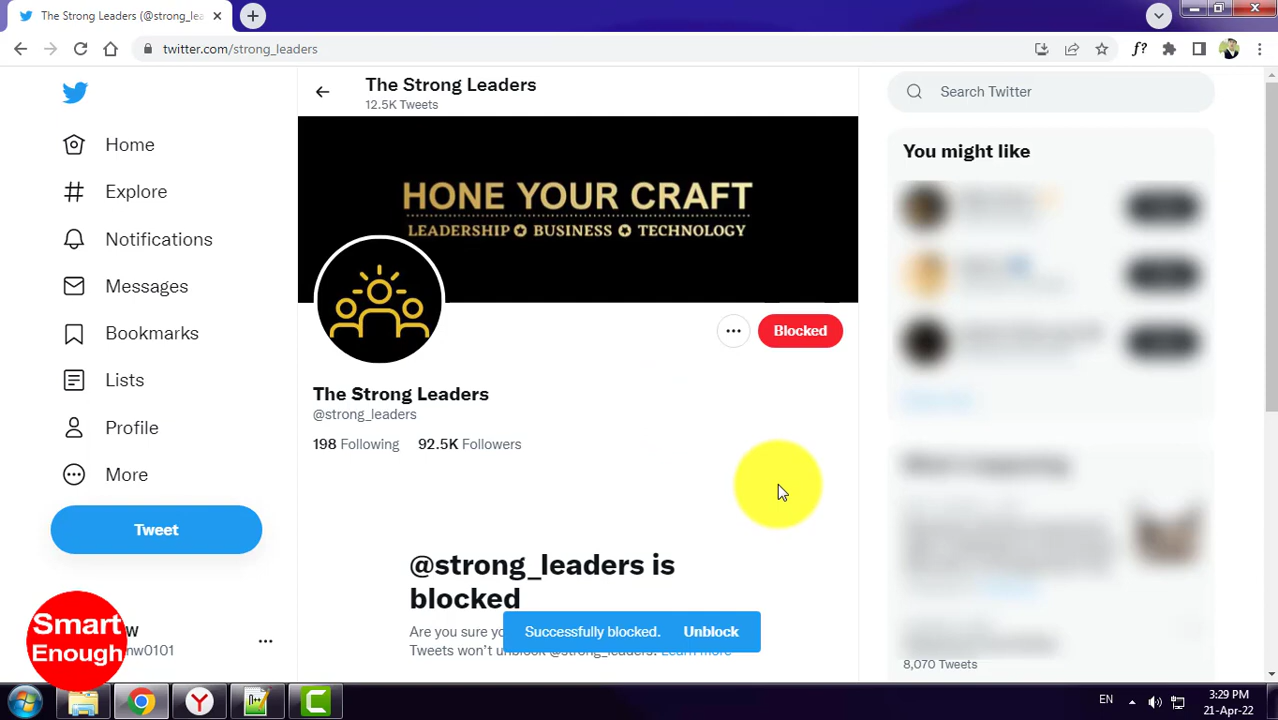 The Strong Leaders (@strong_lea
twitter.com/strong_leaders
f?
The Strong Leaders
12.5K Tweets
Search Twitter
Home
Explore
Notifications
Messages
Bookmarks
Lists
Profile
More
Tweet
HONE YOUR CRAFT
LEADERSHIP ✪ BUSINESS ✪ TECHNOLOGY
Blocked
The Strong Leaders
@strong_leaders
198 Following 92.5K Followers
@strong_leaders is
blocked
Are you sure
Tweets won't unblock @strong_leaders. Learn more
Successfully blocked. Unblock
You might like
8,070 Tweets
Smart
Enough
W
nw0101
EN
3:29 PM
21-Apr-22